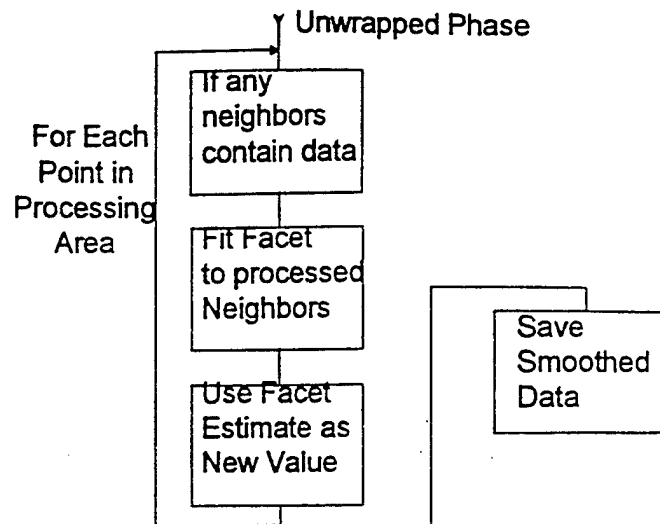 Unwrapped Phase
If any
neighbors
contain data
For Each
Point in
Processing
Area
Fit Facet
to processed
Neighbors
Use Facet
Estimate as
New Value
Save
Smoothed
Data